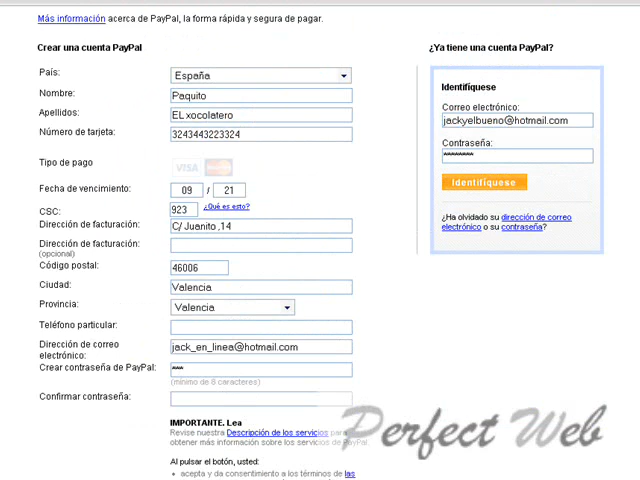 Más información acerca de PayPal, la forma rápida y segura de pagar.
Crear una cuenta PayPal
País: España
Nombre: Paquito
Apellidos: EL xocolatero
Número de tarjeta: 3243443223324
Tipo de pago VISA MasterCard
Fecha de vencimiento: 09 / 21
CSC: 923 ¿Qué es esto?
Dirección de facturación: C/ Juanito ,14
Dirección de facturación:
(opcional)
Código postal: 46006
Ciudad: Valencia
Provincia: Valencia
Teléfono particular:
Dirección de correo
electrónico: jack_en_linea@hotmail.com
Crear contraseña de PayPal: ***
(mínimo de 8 caracteres)
Confirmar contraseña:
IMPORTANTE. Lea
Revise nuestra Descripción de los servicios para
obtener más información sobre los servicios de PayPal.
Al pulsar el botón, usted:
• acepta y da consentimiento a los términos de las
¿Ya tiene una cuenta PayPal?
Identifíquese
Correo electrónico:
jackyelbueno@hotmail.com
Contraseña:
********
Identifíquese
¿Ha olvidado su dirección de correo
electrónico o su contraseña?
Perfect Web